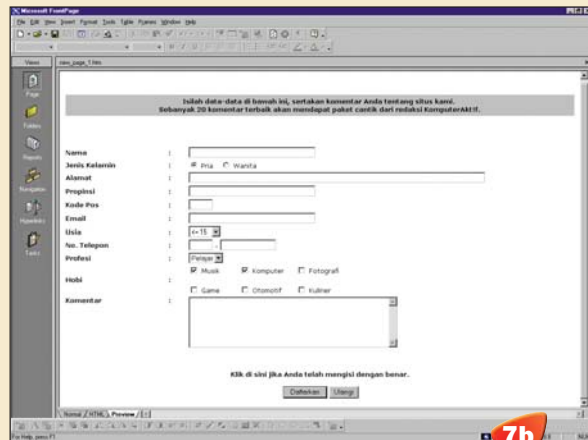 Microsoft FrontPage
File Edit View Insert Format Tools Table Frames Window Help
Views
new_page_1.htm
Page
Folders
Reports
Navigation
Hyperlinks
Tasks
Isilah data-data di bawah ini, sertakan komentar Anda tentang situs kami.
Sebanyak 20 komentar terbaik akan mendapat paket cantik dari redaksi KomputerAktif.
Nama :
Jenis Kelamin : Pria Wanita
Alamat :
Propinsi :
Kode Pos :
Email :
Usia : <= 15
No. Telepon : -
Profesi : Pelajar
Musik Komputer Fotografi
Hobi :
Game Otomotif Kuliner
Komentar :
Klik di sini jika Anda telah mengisi dengan benar.
Daftarkan Ulangi
Normal HTML Preview
For Help, press F1
7b